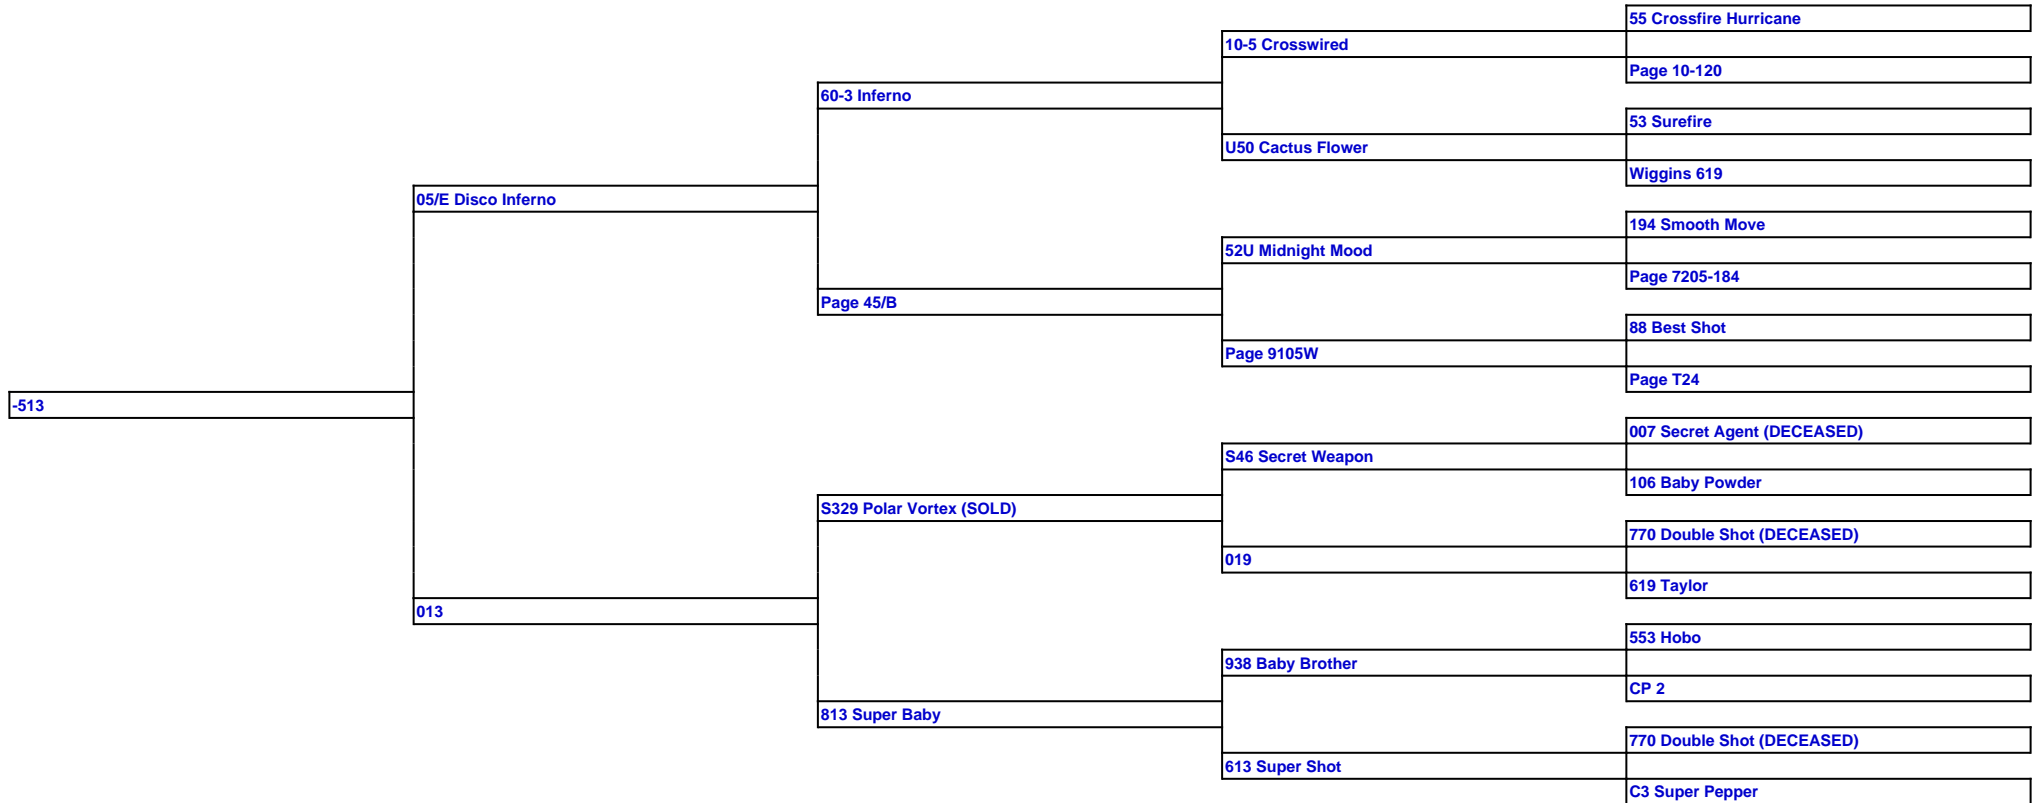 55 Crossfire Hurricane
10-5 Crosswired
Page 10-120
60-3 Inferno
53 Surefire
U50 Cactus Flower
Wiggins 619
05/E Disco Inferno
194 Smooth Move
52U Midnight Mood
Page 7205-184
Page 45/B
88 Best Shot
Page 9105W
Page T24
-513
007 Secret Agent (DECEASED)
S46 Secret Weapon
106 Baby Powder
S329 Polar Vortex (SOLD)
770 Double Shot (DECEASED)
019
619 Taylor
013
553 Hobo
938 Baby Brother
CP 2
813 Super Baby
770 Double Shot (DECEASED)
613 Super Shot
C3 Super Pepper